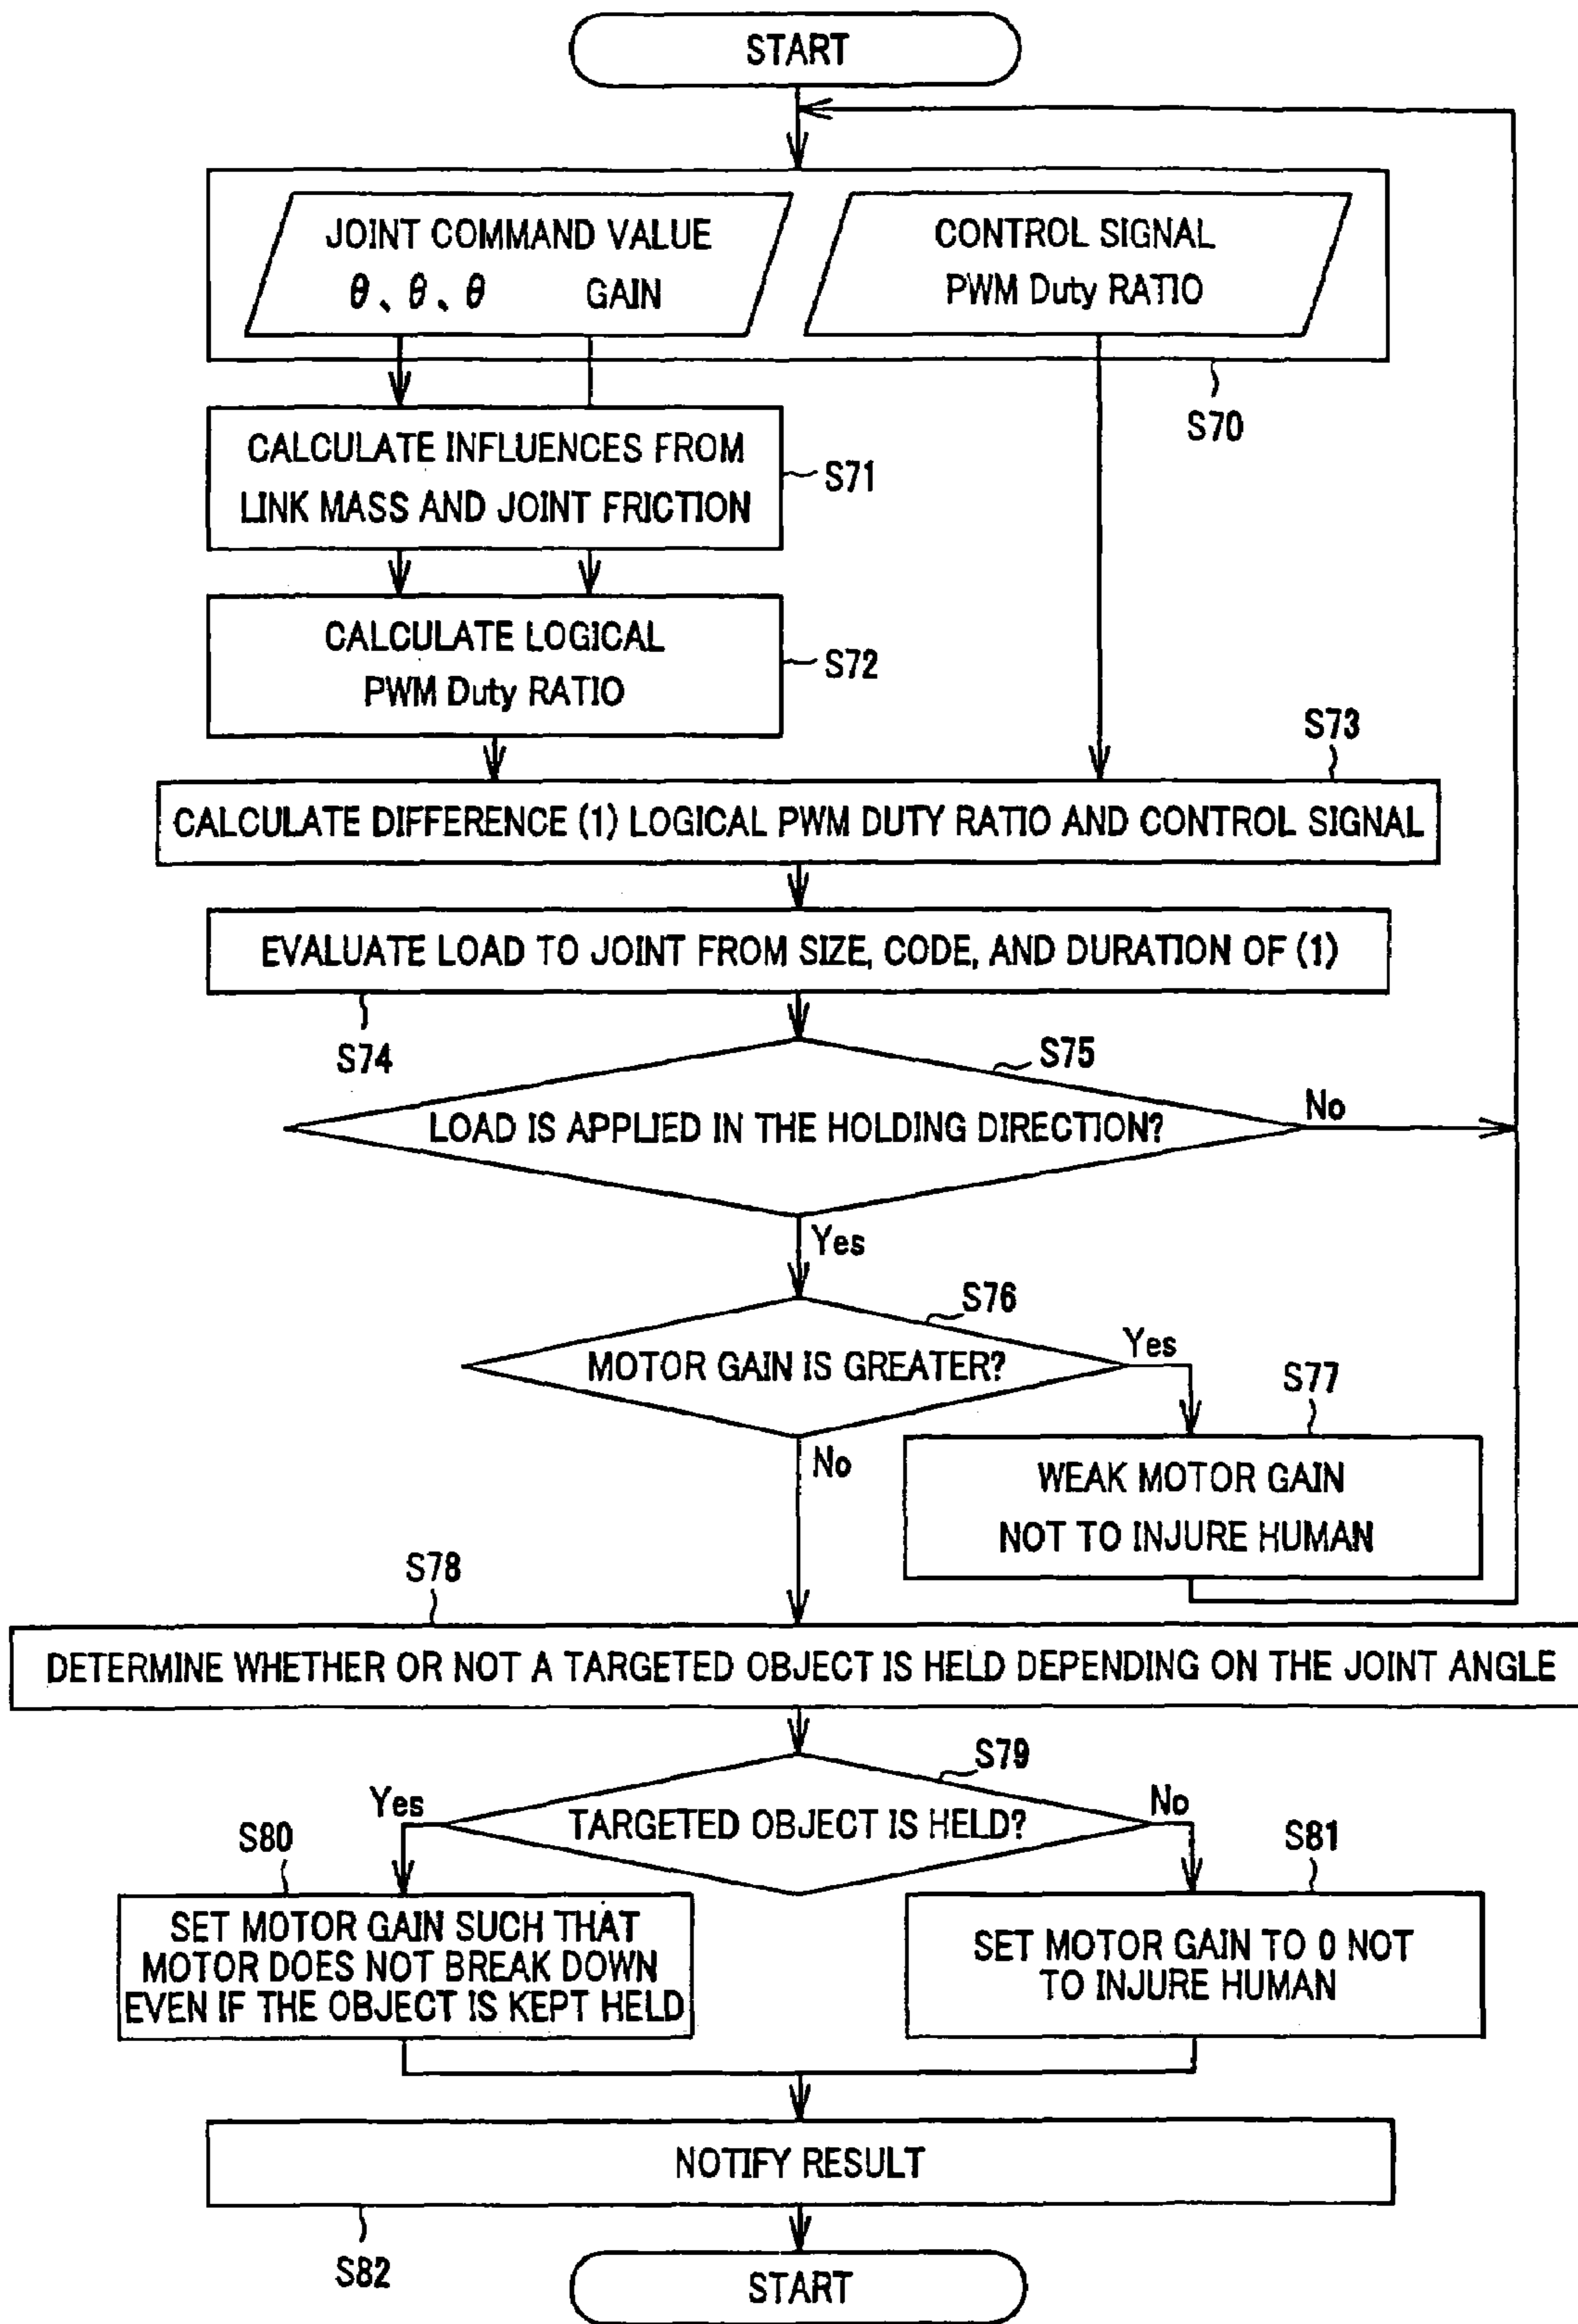 START
JOINT COMMAND VALUE
θ、θ、θ GAIN
CONTROL SIGNAL
PWM Duty RATIO
S70
CALCULATE INFLUENCES FROM
LINK MASS AND JOINT FRICTION
S71
CALCULATE LOGICAL
PWM Duty RATIO
S72
S73
CALCULATE DIFFERENCE (1) LOGICAL PWM DUTY RATIO AND CONTROL SIGNAL
EVALUATE LOAD TO JOINT FROM SIZE, CODE, AND DURATION OF (1)
S74
S75
LOAD IS APPLIED IN THE HOLDING DIRECTION?
No
Yes
S76
MOTOR GAIN IS GREATER?
Yes
No
S77
WEAK MOTOR GAIN
NOT TO INJURE HUMAN
S78
DETERMINE WHETHER OR NOT A TARGETED OBJECT IS HELD DEPENDING ON THE JOINT ANGLE
S79
TARGETED OBJECT IS HELD?
Yes
No
S80
SET MOTOR GAIN SUCH THAT
MOTOR DOES NOT BREAK DOWN
EVEN IF THE OBJECT IS KEPT HELD
S81
SET MOTOR GAIN TO 0 NOT
TO INJURE HUMAN
NOTIFY RESULT
S82
START